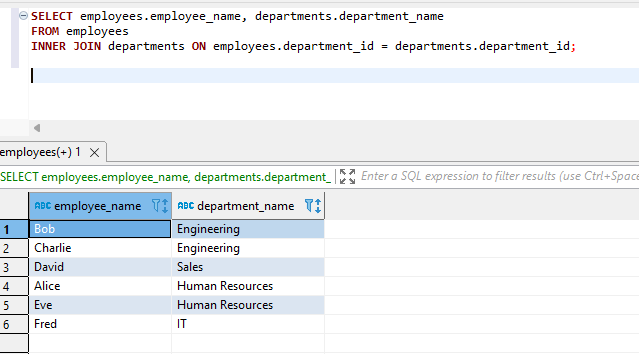 SELECT employees.employee_name, departments.department_name
FROM employees
INNER JOIN departments ON employees.department_id = departments.department_id;
employees(+) 1
SELECT employees.employee_name, departments.department_
Enter a SQL expression to filter results (use Ctrl+Space
ABC employee_name ABC department_name
1 Bob Engineering
2 Charlie Engineering
3 David Sales
4 Alice Human Resources
5 Eve Human Resources
6 Fred IT